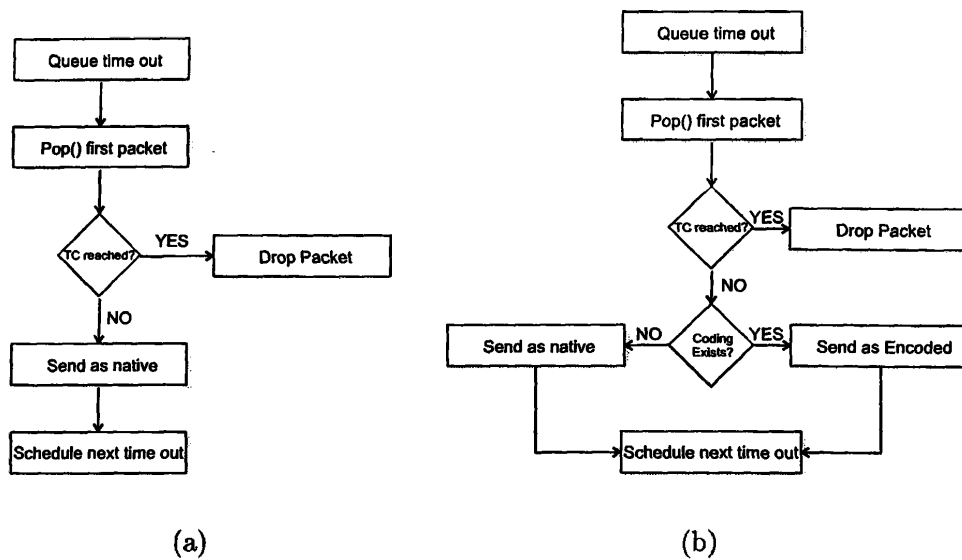 Queue time out
Pop() first packet
TC reached?
YES
Drop Packet
NO
Send as native
Schedule next time out
(a)
Queue time out
Pop() first packet
TC reached?
YES
Drop Packet
NO
Send as native
NO
Coding
Exists?
YES
Send as Encoded
Schedule next time out
(b)